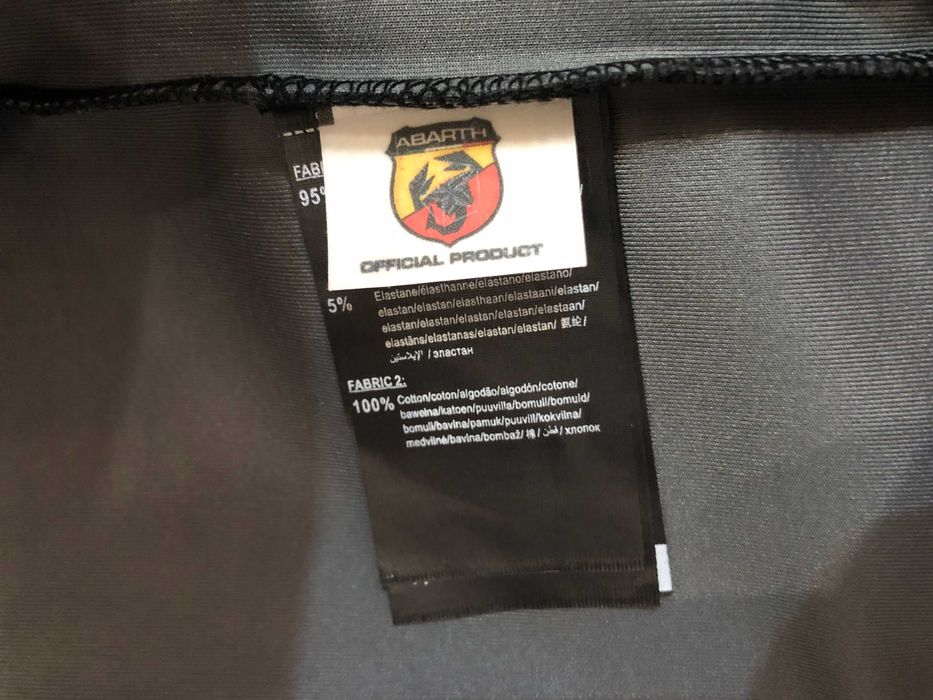 ABARTH
OFFICIAL PRODUCT
FABRI
95%
Elastane/élasthanne/elastano/elastano/
5%
elastan/elastan/elasthaan/elastaani/elastan/
elastan/elastan/elastan/elastan/elastaan/
elastāns/elastanas/elastan/elastan/ 氨纶/
الإيلاستين / эластан
FABRIC 2:
100% Cotton/coton/algodão/algodón/cotone/
bawełna/katoen/puuvilla/bomull/bomuld/
bomull/bavlna/pamuk/puuvill/kokvilna/
medvilnė/bavlna/bombaž/ 棉 / قطن / хлопок